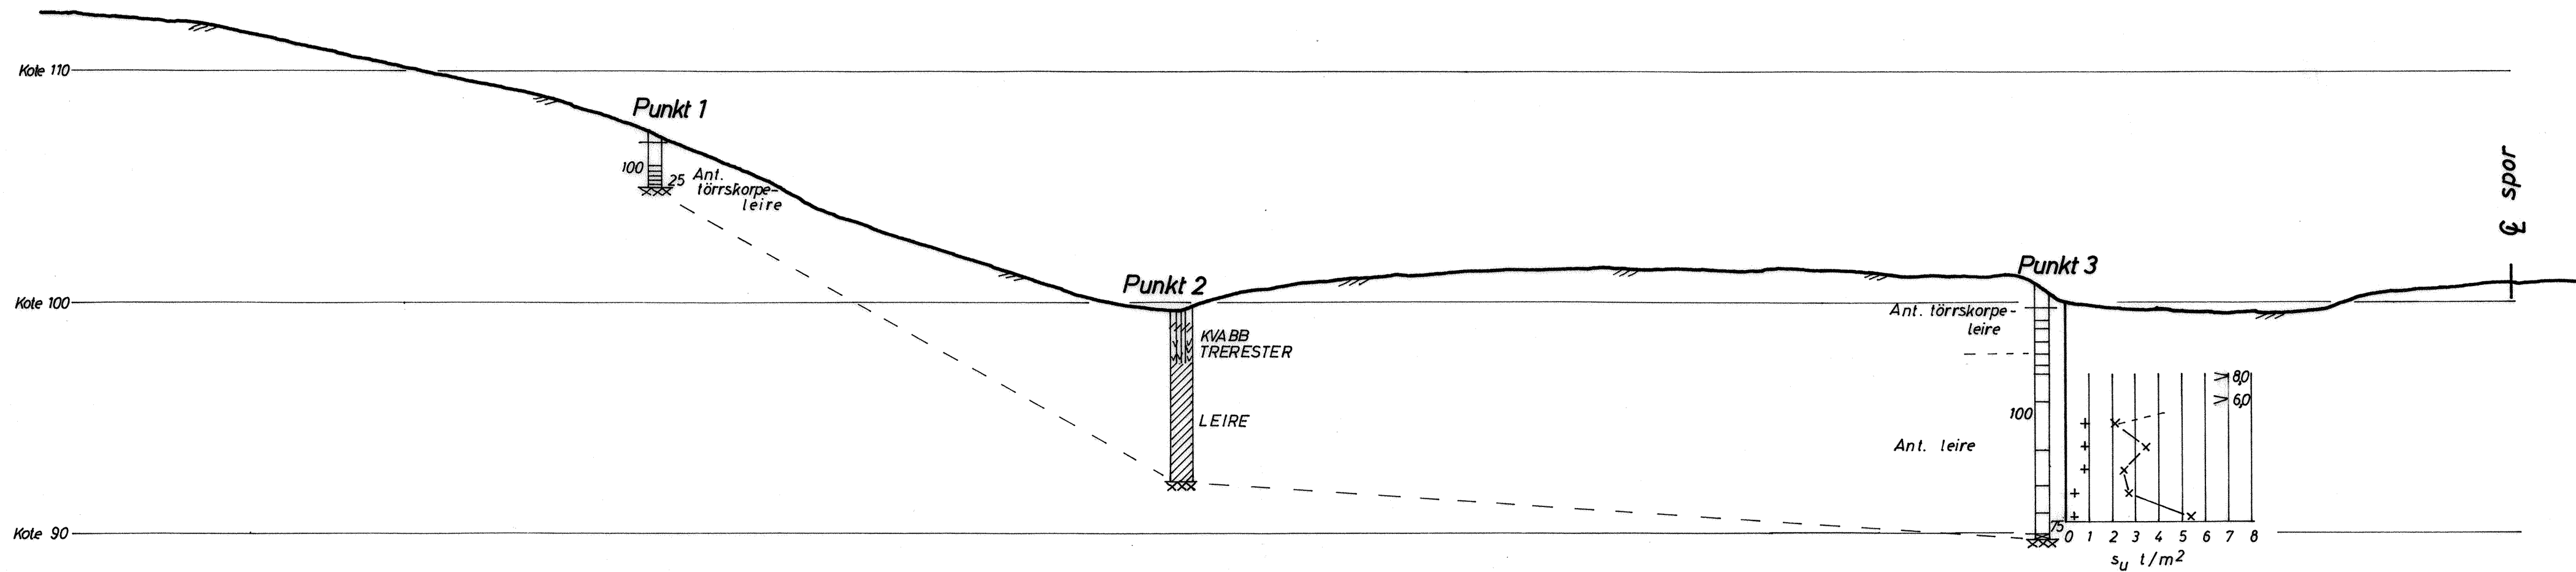 Kote 110
Punkt 1
100
25
Ant.
törrskorpe-
leire
℄ spor
Punkt 2
Punkt 3
Kote 100
KVABB
TRERESTER
LEIRE
Ant. törrskorpe-
leire
100
Ant. leire
> 8,0
> 6,0
Kote 90
75
0 1 2 3 4 5 6 7 8
su t/m2